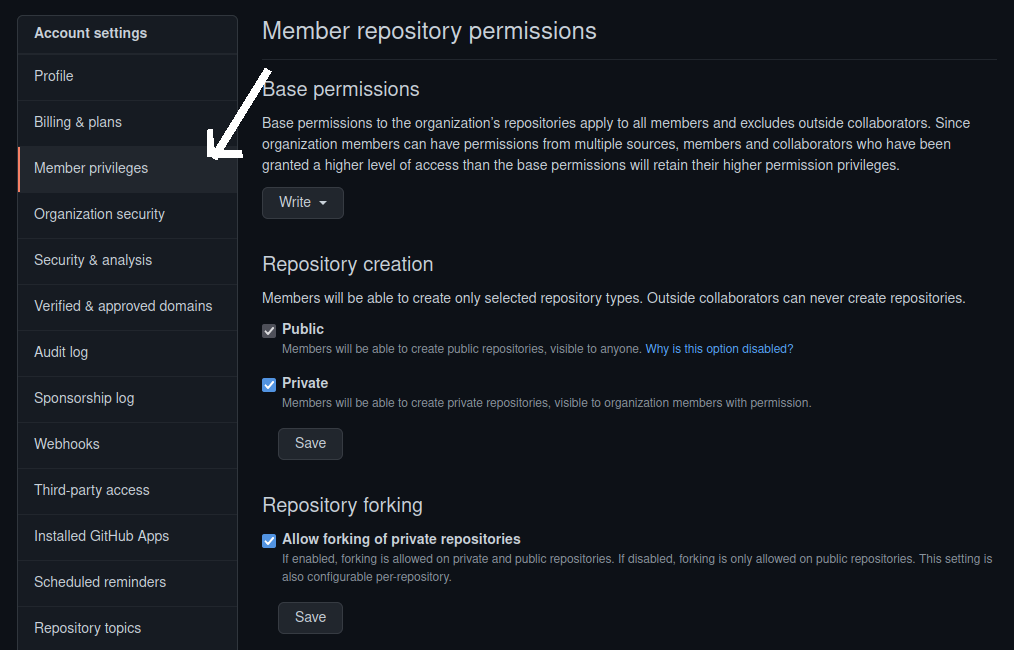 Account settings
Profile
Billing & plans
Member privileges
Organization security
Security & analysis
Verified & approved domains
Audit log
Sponsorship log
Webhooks
Third-party access
Installed GitHub Apps
Scheduled reminders
Repository topics
Member repository permissions
Base permissions
Base permissions to the organization’s repositories apply to all members and excludes outside collaborators. Since
organization members can have permissions from multiple sources, members and collaborators who have been
granted a higher level of access than the base permissions will retain their higher permission privileges.
Write
Repository creation
Members will be able to create only selected repository types. Outside collaborators can never create repositories.
Public
Members will be able to create public repositories, visible to anyone. Why is this option disabled?
Private
Members will be able to create private repositories, visible to organization members with permission.
Save
Repository forking
Allow forking of private repositories
If enabled, forking is allowed on private and public repositories. If disabled, forking is only allowed on public repositories. This setting is
also configurable per-repository.
Save